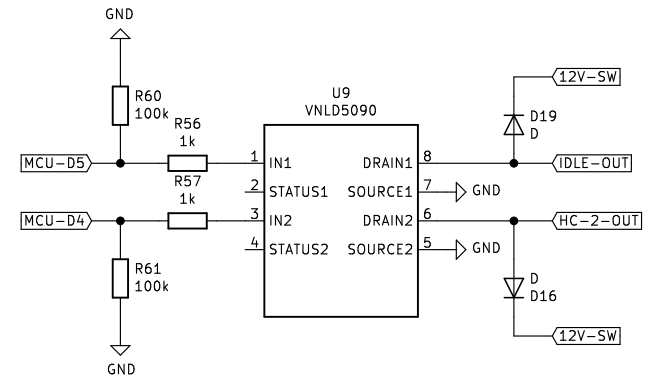 GND
12V-SW
U9
VNLD5090
R60
100k
D19
D
R56
1k
MCU-D5
1
IN1
DRAIN1
8
IDLE-OUT
R57
1k
2
STATUS1
SOURCE1
7
GND
MCU-D4
3
IN2
DRAIN2
6
HC-2-OUT
4
STATUS2
SOURCE2
5
GND
R61
100k
D
D16
12V-SW
GND